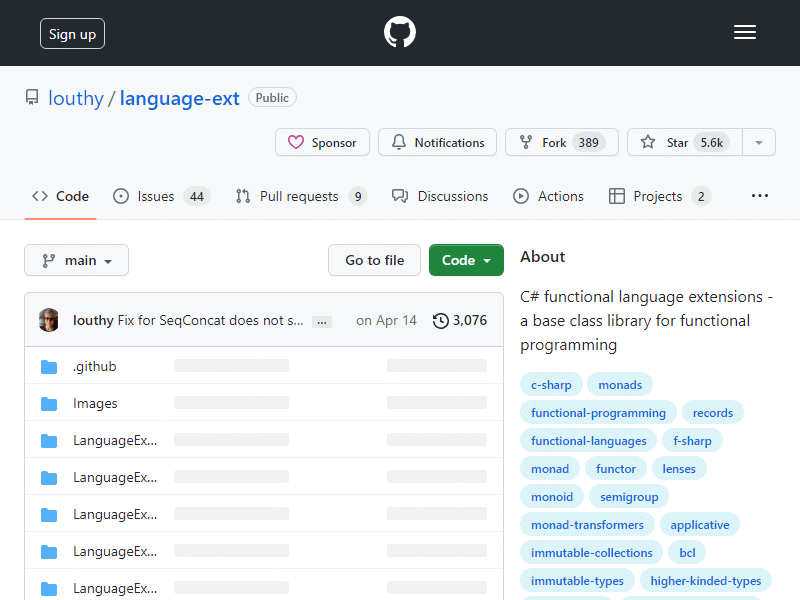 Sign up
louthy / language-ext Public
Sponsor Notifications Fork 389 Star 5.6k
Code Issues 44 Pull requests 9 Discussions Actions Projects 2 ...
main Go to file Code
louthy Fix for SeqConcat does not s... ... on Apr 14 3,076
.github
Images
LanguageEx...
LanguageEx...
LanguageEx...
LanguageEx...
LanguageEx...
About
C# functional language extensions -
a base class library for functional
programming
c-sharp monads
functional-programming records
functional-languages f-sharp
monad functor lenses
monoid semigroup
monad-transformers applicative
immutable-collections bcl
immutable-types higher-kinded-types